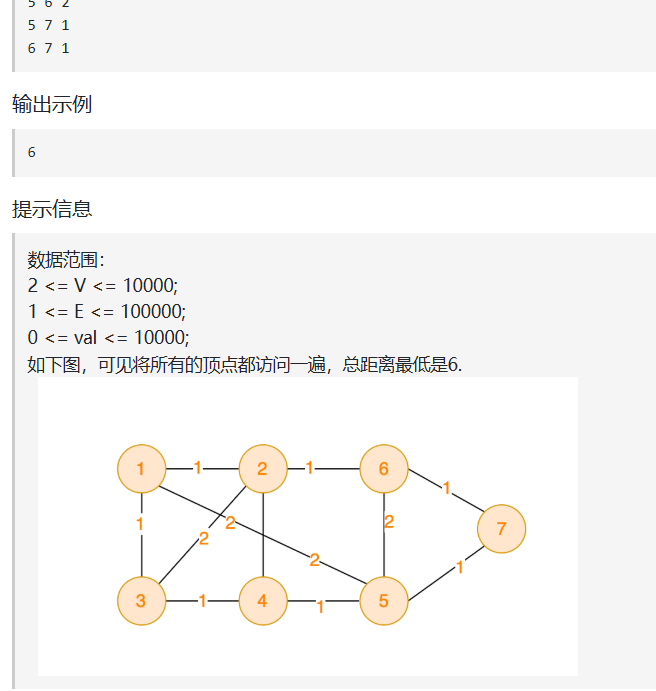 5 6 2
5 7 1
6 7 1
输出示例
6
提示信息
数据范围：
2 <= V <= 10000;
1 <= E <= 100000;
0 <= val <= 10000;
如下图，可见将所有的顶点都访问一遍，总距离最低是6.
1 1 2 1 6
1
1 2 2 2 7
2 1
3 1 4 1 5